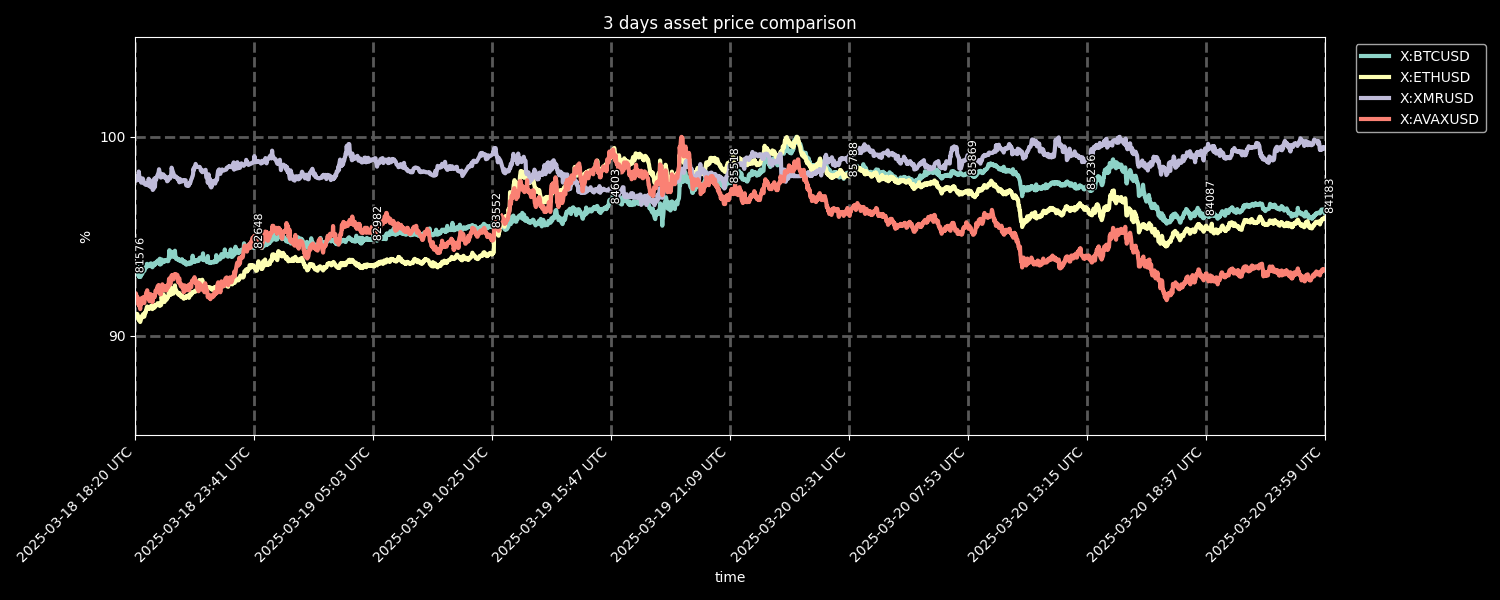 3 days asset price comparison
X:BTCUSD
X:ETHUSD
X:XMRUSD
X:AVAXUSD
100
90
%
81576
82648
82982
83552
84603
85518
85788
85869
85236
84087
84183
2025-03-18 18:20 UTC
2025-03-18 23:41 UTC
2025-03-19 05:03 UTC
2025-03-19 10:25 UTC
2025-03-19 15:47 UTC
2025-03-19 21:09 UTC
2025-03-20 02:31 UTC
2025-03-20 07:53 UTC
2025-03-20 13:15 UTC
2025-03-20 18:37 UTC
2025-03-20 23:59 UTC
time